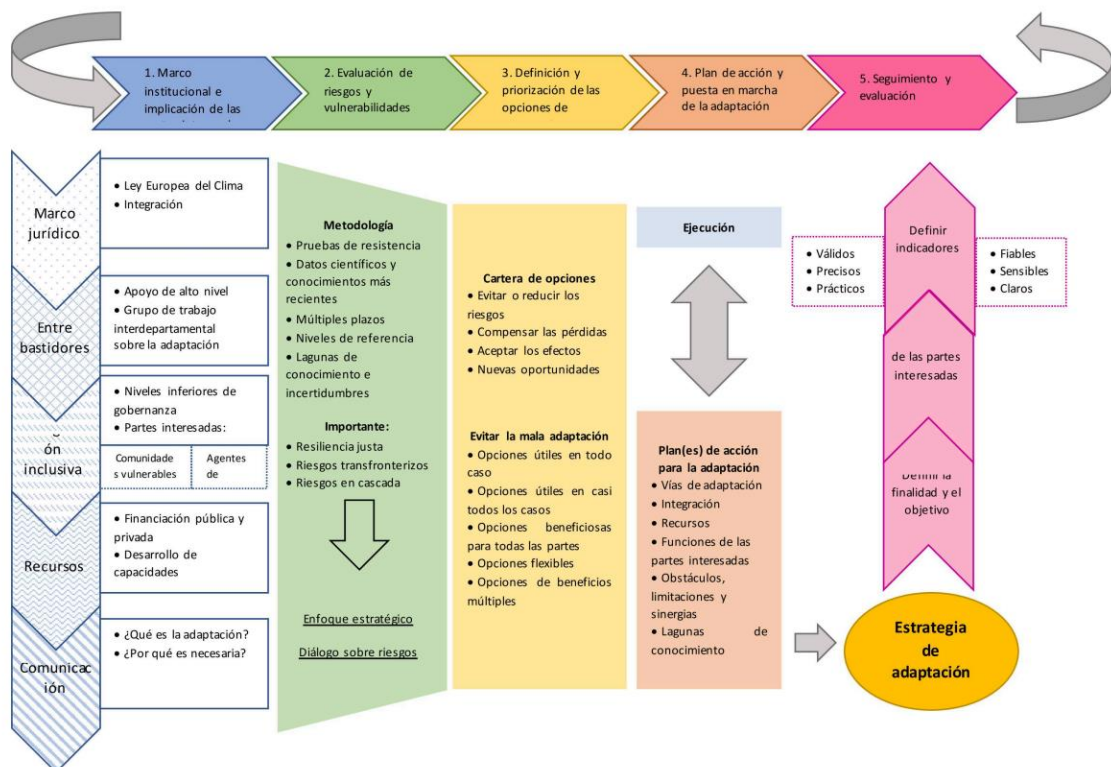 1. Marco
institucional e
implicación de las
2. Evaluación de
riesgos y
vulnerabilidades
3. Definición y
priorización de las
opciones de
4. Plan de acción y
puesta en marcha
de la adaptación
5. Seguimiento y
evaluación
Marco
jurídico
• Ley Europea del Clima
• Integración
Entre
bastidores
• Apoyo de alto nivel
• Grupo de trabajo
interdepartamental
sobre la adaptación
ón
inclusiva
• Niveles inferiores de
gobernanza
• Partes interesadas:
Comunidade
s vulnerables
Agentes
de
Recursos
• Financiación pública y
privada
• Desarrollo de
capacidades
Comunicac
ión
• ¿Qué es la adaptación?
• ¿Por qué es necesaria?
Metodología
• Pruebas de resistencia
• Datos científicos y
conocimientos más
recientes
• Múltiples plazos
• Niveles de referencia
• Lagunas de
conocimiento e
incertidumbres
Importante:
• Resiliencia justa
• Riesgos transfronterizos
• Riesgos en cascada
Enfoque estratégico
Diálogo sobre riesgos
Cartera de opciones
• Evitar o reducir los
riesgos
• Compensar las pérdidas
• Aceptar los efectos
• Nuevas oportunidades
Evitar la mala adaptación
• Opciones útiles en todo
caso
• Opciones útiles en casi
todos los casos
• Opciones beneficiosas
para todas las partes
• Opciones flexibles
• Opciones de beneficios
múltiples
Ejecución
Plan(es) de acción
para la adaptación
• Vías de adaptación
• Integración
• Recursos
• Funciones de las
partes interesadas
• Obstáculos,
limitaciones y
sinergias
• Lagunas de
conocimiento
Definir
indicadores
• Válidos
• Precisos
• Prácticos
• Fiables
• Sensibles
• Claros
de las partes
interesadas
Definir la
finalidad y el
objetivo
Estrategia
de
adaptación